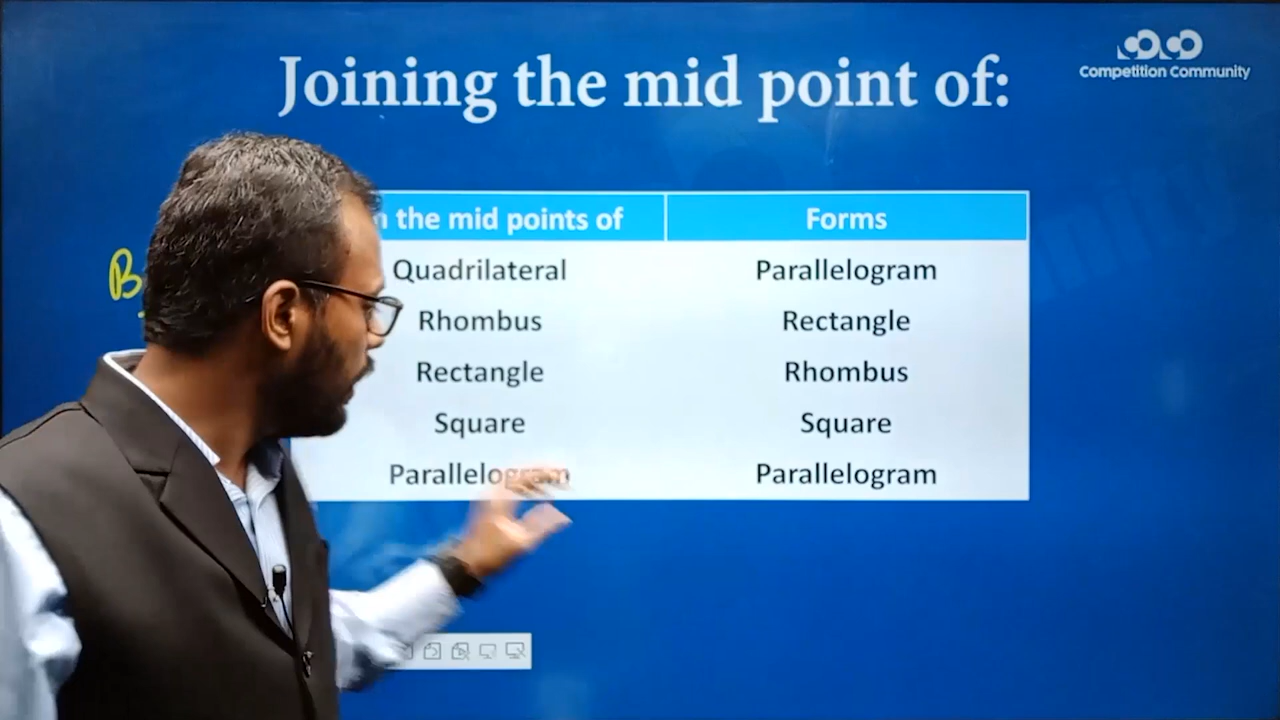 Competition Community
Joining the mid point of:
the mid points of Forms
Quadrilateral Parallelogram
B
Rhombus Rectangle
Rectangle Rhombus
Square Square
Parallelogram Parallelogram